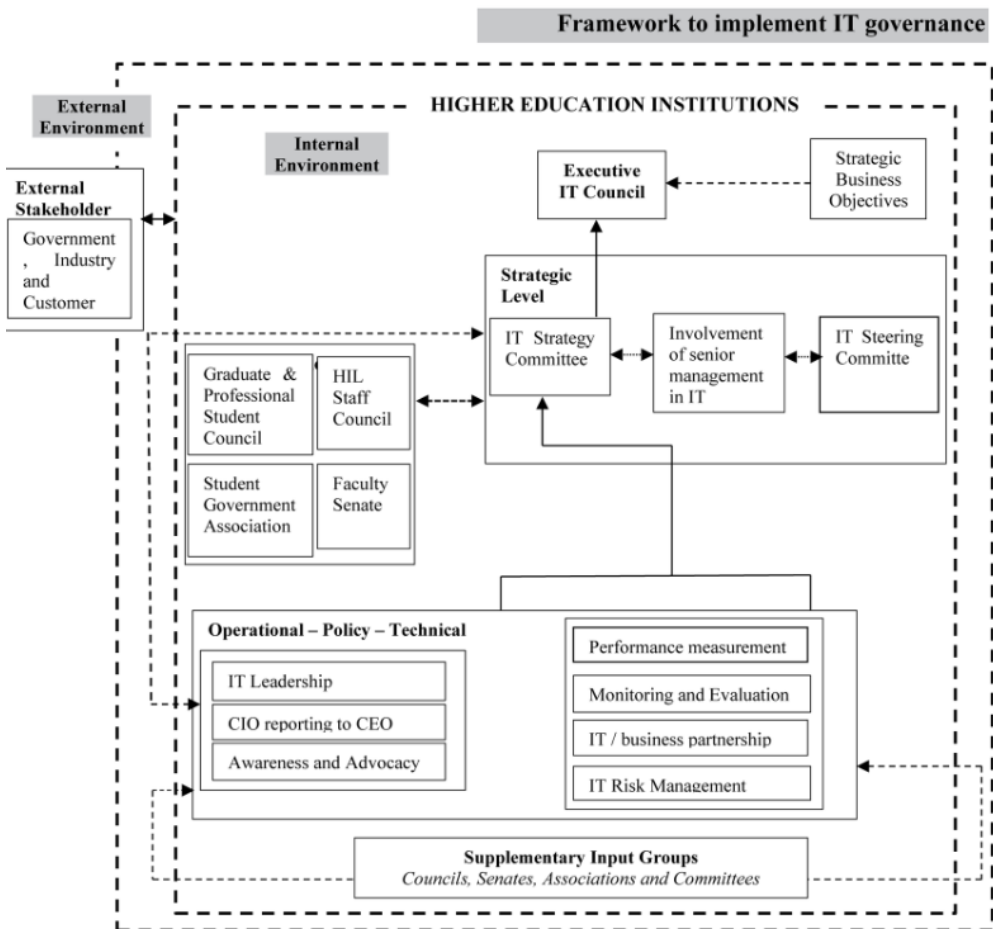 Framework to implement IT governance
External
Environment
HIGHER EDUCATION INSTITUTIONS
Internal
Environment
External
Stakeholder
Government
, Industry
and
Customer
Executive
IT Council
Strategic
Business
Objectives
Strategic
Level
IT Strategy
Committee
Involvement
of senior
management
in IT
IT Steering
Committe
Graduate &
Professional
Student
Council
HIL
Staff
Council
Student
Government
Association
Faculty
Senate
Operational – Policy – Technical
IT Leadership
CIO reporting to CEO
Awareness and Advocacy
Performance measurement
Monitoring and Evaluation
IT / business partnership
IT Risk Management
Supplementary Input Groups
Councils, Senates, Associations and Committees